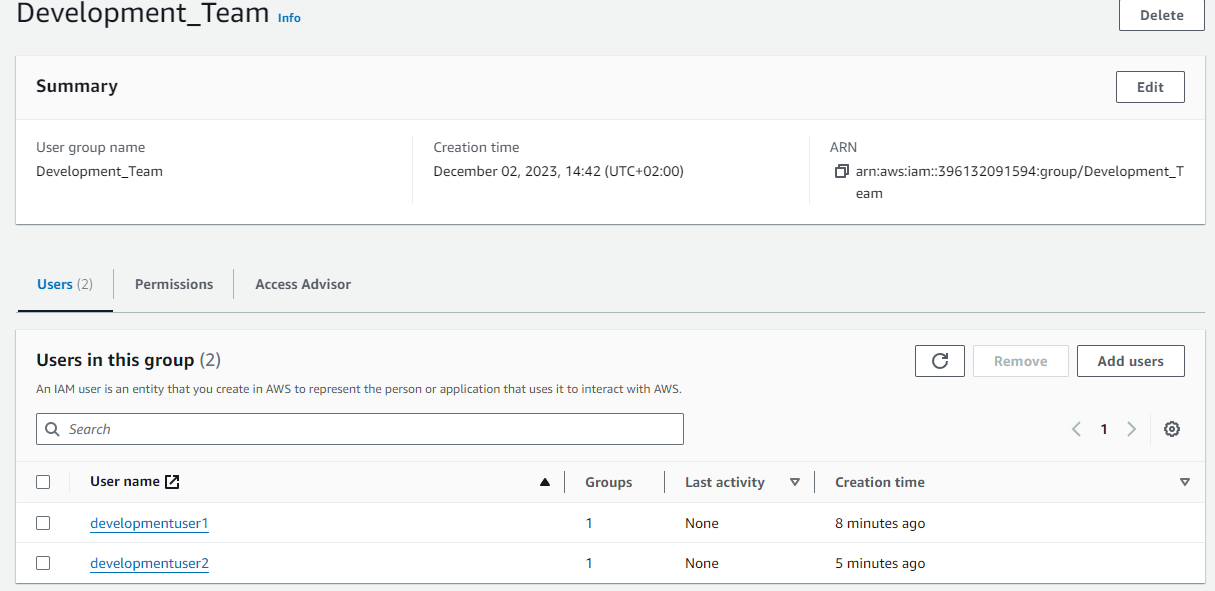 Development_Team Info
Delete
Summary
Edit
User group name
Development_Team
Creation time
December 02, 2023, 14:42 (UTC+02:00)
ARN
arn:aws:iam::396132091594:group/Development_T
eam
Users (2)
Permissions
Access Advisor
Users in this group (2)
Remove
Add users
An IAM user is an entity that you create in AWS to represent the person or application that uses it to interact with AWS.
Search
1
User name Groups Last activity Creation time
developmentuser1 1 None 8 minutes ago
developmentuser2 1 None 5 minutes ago